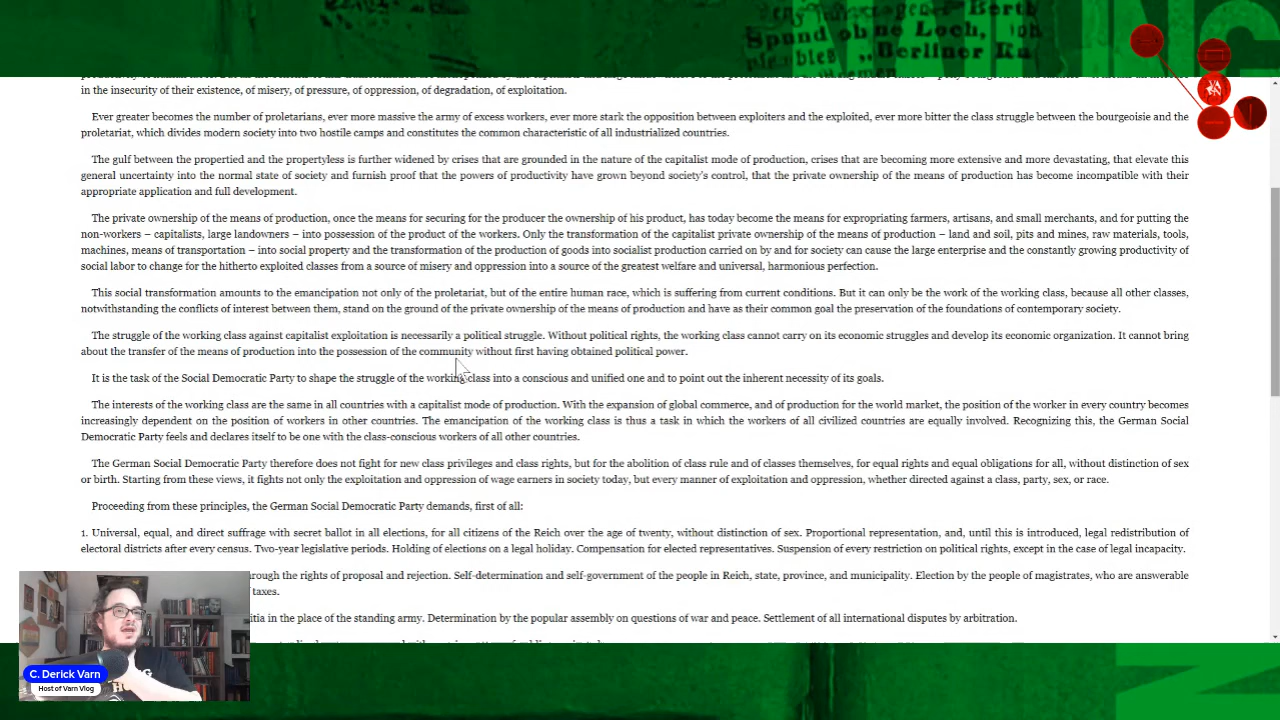 Berth
Spund ohne Loch,
"Berliner Ku
in the insecurity of their existence, of misery, of pressure, of oppression, of degradation, of exploitation.
Ever greater becomes the number of proletarians, ever more massive the army of excess workers, ever more stark the opposition between exploiters and the exploited, ever more bitter the class struggle between the bourgeoisie and the
proletariat, which divides modern society into two hostile camps and constitutes the common characteristic of all industrialized countries.
The gulf between the propertied and the propertyless is further widened by crises that are grounded in the nature of the capitalist mode of production, crises that are becoming more extensive and more devastating, that elevate this
general uncertainty into the normal state of society and furnish proof that the powers of productivity have grown beyond society's control, that the private ownership of the means of production has become incompatible with their
appropriate application and full development.
The private ownership of the means of production, once the means for securing for the producer the ownership of his product, has today become the means for expropriating farmers, artisans, and small merchants, and for putting the
non-workers – capitalists, large landowners – into possession of the product of the workers. Only the transformation of the capitalist private ownership of the means of production – land and soil, pits and mines, raw materials, tools,
machines, means of transportation – into social property and the transformation of the production of goods into socialist production carried on by and for society can cause the large enterprise and the constantly growing productivity of
social labor to change for the hitherto exploited classes from a source of misery and oppression into a source of the greatest welfare and universal, harmonious perfection.
This social transformation amounts to the emancipation not only of the proletariat, but of the entire human race, which is suffering from current conditions. But it can only be the work of the working class, because all other classes,
notwithstanding the conflicts of interest between them, stand on the ground of the private ownership of the means of production and have as their common goal the preservation of the foundations of contemporary society.
The struggle of the working class against capitalist exploitation is necessarily a political struggle. Without political rights, the working class cannot carry on its economic struggles and develop its economic organization. It cannot bring
about the transfer of the means of production into the possession of the community without first having obtained political power.
It is the task of the Social Democratic Party to shape the struggle of the working class into a conscious and unified one and to point out the inherent necessity of its goals.
The interests of the working class are the same in all countries with a capitalist mode of production. With the expansion of global commerce, and of production for the world market, the position of the worker in every country becomes
increasingly dependent on the position of workers in other countries. The emancipation of the working class is thus a task in which the workers of all civilized countries are equally involved. Recognizing this, the German Social
Democratic Party feels and declares itself to be one with the class-conscious workers of all other countries.
The German Social Democratic Party therefore does not fight for new class privileges and class rights, but for the abolition of class rule and of classes themselves, for equal rights and equal obligations for all, without distinction of sex
or birth. Starting from these views, it fights not only the exploitation and oppression of wage earners in society today, but every manner of exploitation and oppression, whether directed against a class, party, sex, or race.
Proceeding from these principles, the German Social Democratic Party demands, first of all:
1. Universal, equal, and direct suffrage with secret ballot in all elections, for all citizens of the Reich over the age of twenty, without distinction of sex. Proportional representation, and, until this is introduced, legal redistribution of
electoral districts after every census. Two-year legislative periods. Holding of elections on a legal holiday. Compensation for elected representatives. Suspension of every restriction on political rights, except in the case of legal incapacity.
rough the rights of proposal and rejection. Self-determination and self-government of the people in Reich, state, province, and municipality. Election by the people of magistrates, who are answerable
taxes.
itia in the place of the standing army. Determination by the popular assembly on questions of war and peace. Settlement of all international disputes by arbitration.
VARN
C. Derick Varn
Host of Varn Vlog